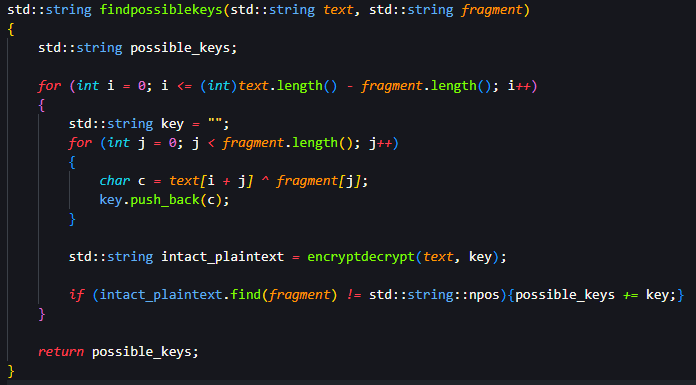 std::string findpossiblekeys(std::string text, std::string fragment)
{
    std::string possible_keys;

    for (int i = 0; i <= (int)text.length() - fragment.length(); i++)
    {
        std::string key = "";
        for (int j = 0; j < fragment.length(); j++)
        {
            char c = text[i + j] ^ fragment[j];
            key.push_back(c);
        }

        std::string intact_plaintext = encryptdecrypt(text, key);

        if (intact_plaintext.find(fragment) != std::string::npos){possible_keys += key;}
    }

    return possible_keys;
}